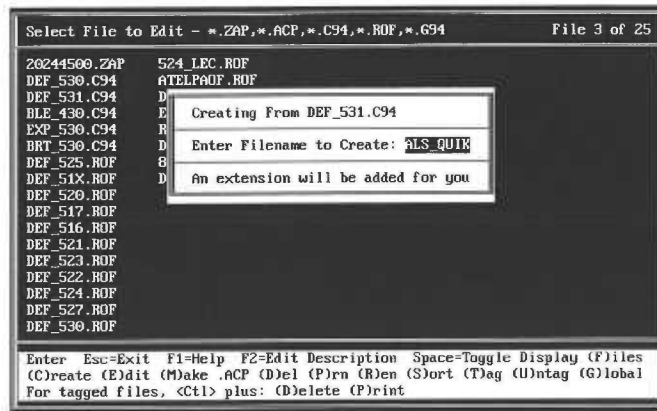 Select File to Edit - *.ZAP,*.ACP,*.C94,*.ROF,*.G94 File 3 of 25
20244500.ZAP 524_LEC.ROF
DEF_530.C94 ATELPAOF.ROF
DEF_531.C94 D
BLE_430.C94 E
EXP_530.C94 R
BRT_530.C94 D
DEF_525.ROF 8
DEF_51X.ROF D
DEF_520.ROF
DEF_517.ROF
DEF_516.ROF
DEF_521.ROF
DEF_523.ROF
DEF_522.ROF
DEF_524.ROF
DEF_527.ROF
DEF_530.ROF
Creating From DEF_531.C94
Enter Filename to Create: ALS_QUIK
An extension will be added for you
Enter Esc=Exit F1=Help F2=Edit Description Space=Toggle Display (F)iles
(C)reate (E)dit (M)ake .ACP (D)el (P)rn (R)en (S)ort (T)ag (U)ntag (G)lobal
For tagged files, <Ctl> plus: (D)elete (P)rint